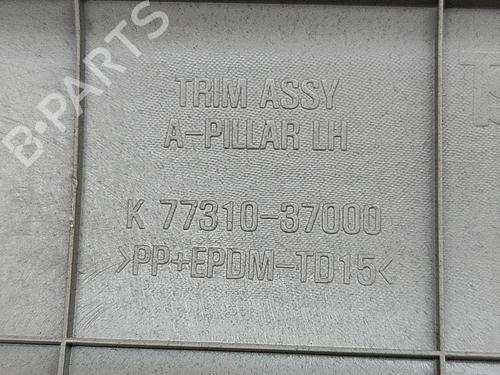 B-PARTS
TRIM ASSY
A-PILLAR LH
K 77310-37000
>PP+EPDM-TD15<